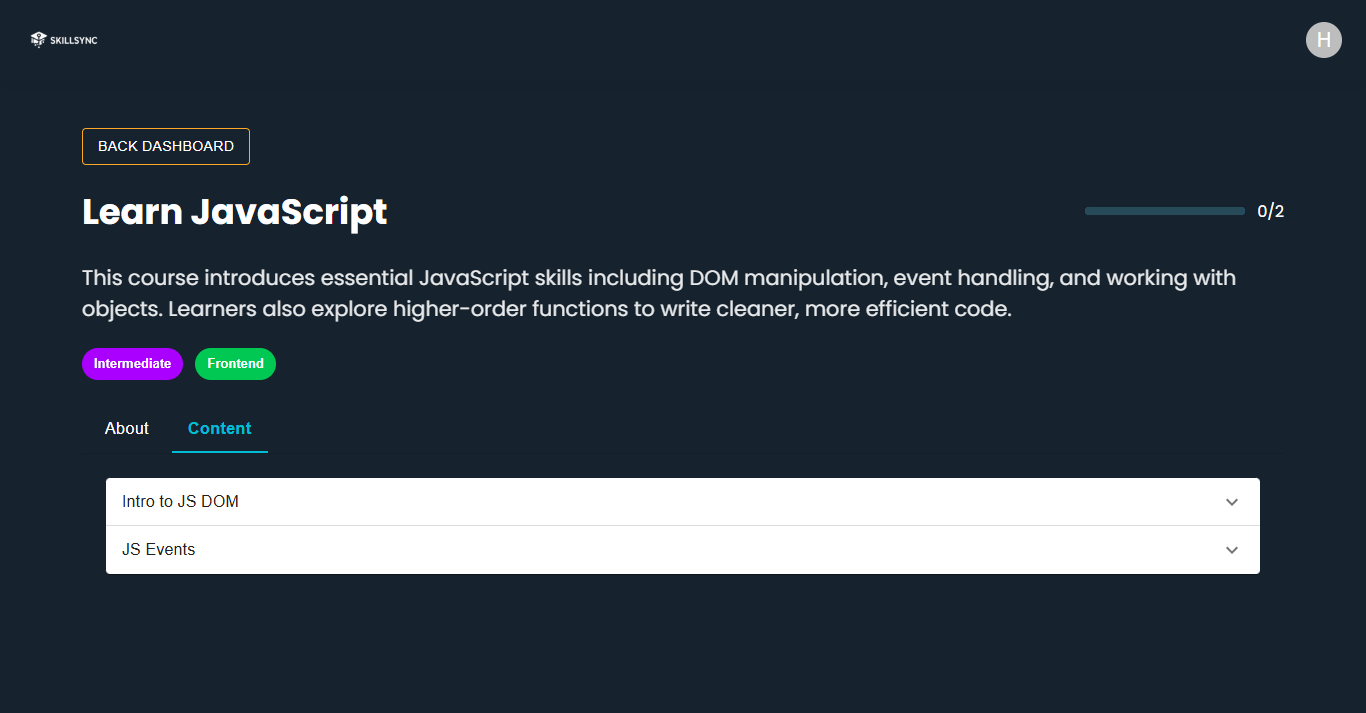 SKILLSYNC
H
BACK DASHBOARD
Learn JavaScript
0/2
This course introduces essential JavaScript skills including DOM manipulation, event handling, and working with
objects. Learners also explore higher-order functions to write cleaner, more efficient code.
Intermediate Frontend
About Content
Intro to JS DOM
JS Events